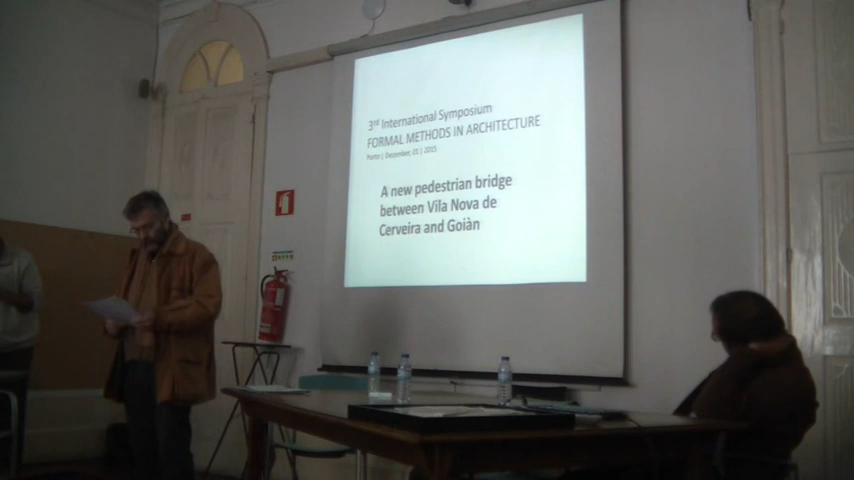 3rd International Symposium
FORMAL METHODS IN ARCHITECTURE
Porto | Dezember, 01 | 2015
A new pedestrian bridge
between Vila Nova de
Cerveira and Goiàn